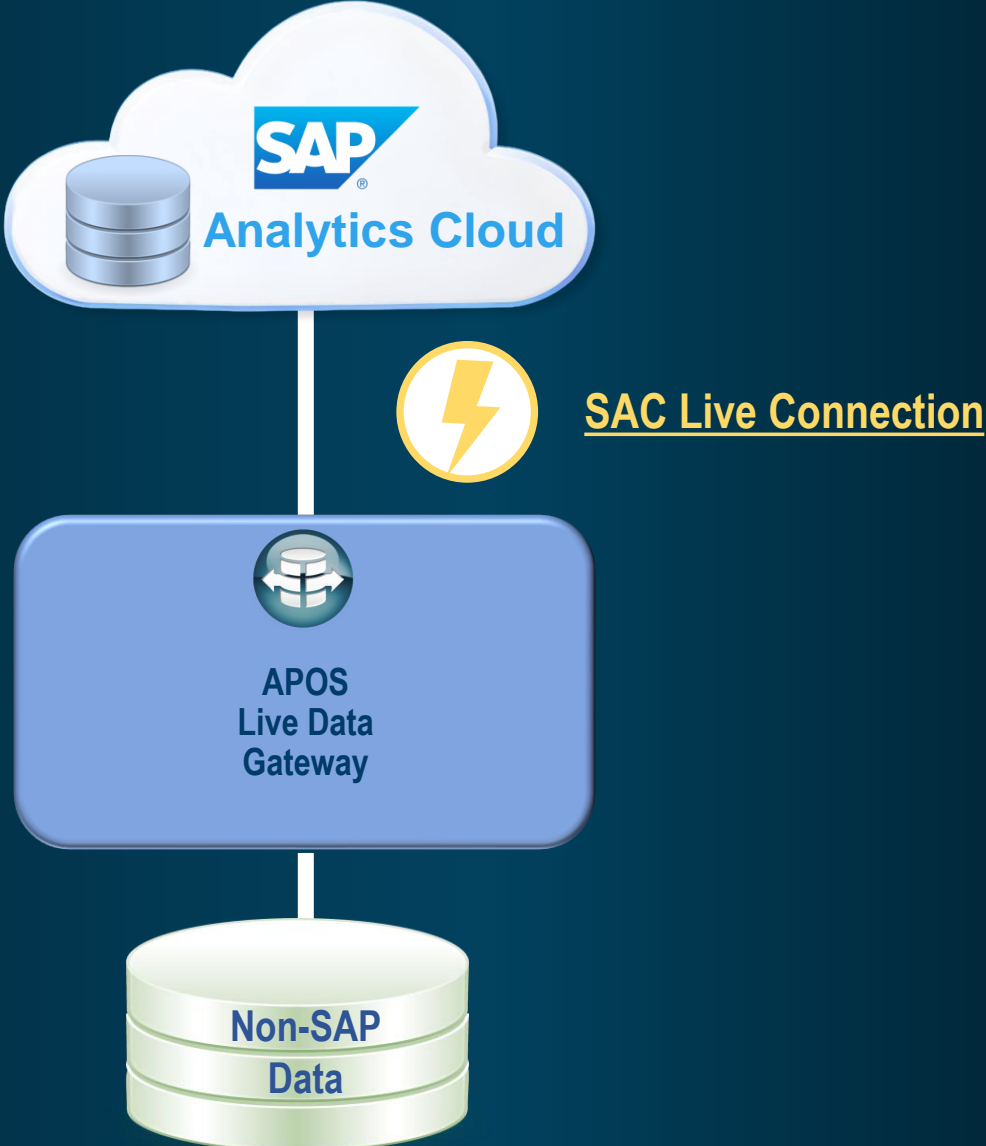 SAP
®
Analytics Cloud
SAC Live Connection
APOS
Live Data
Gateway
Non-SAP
Data